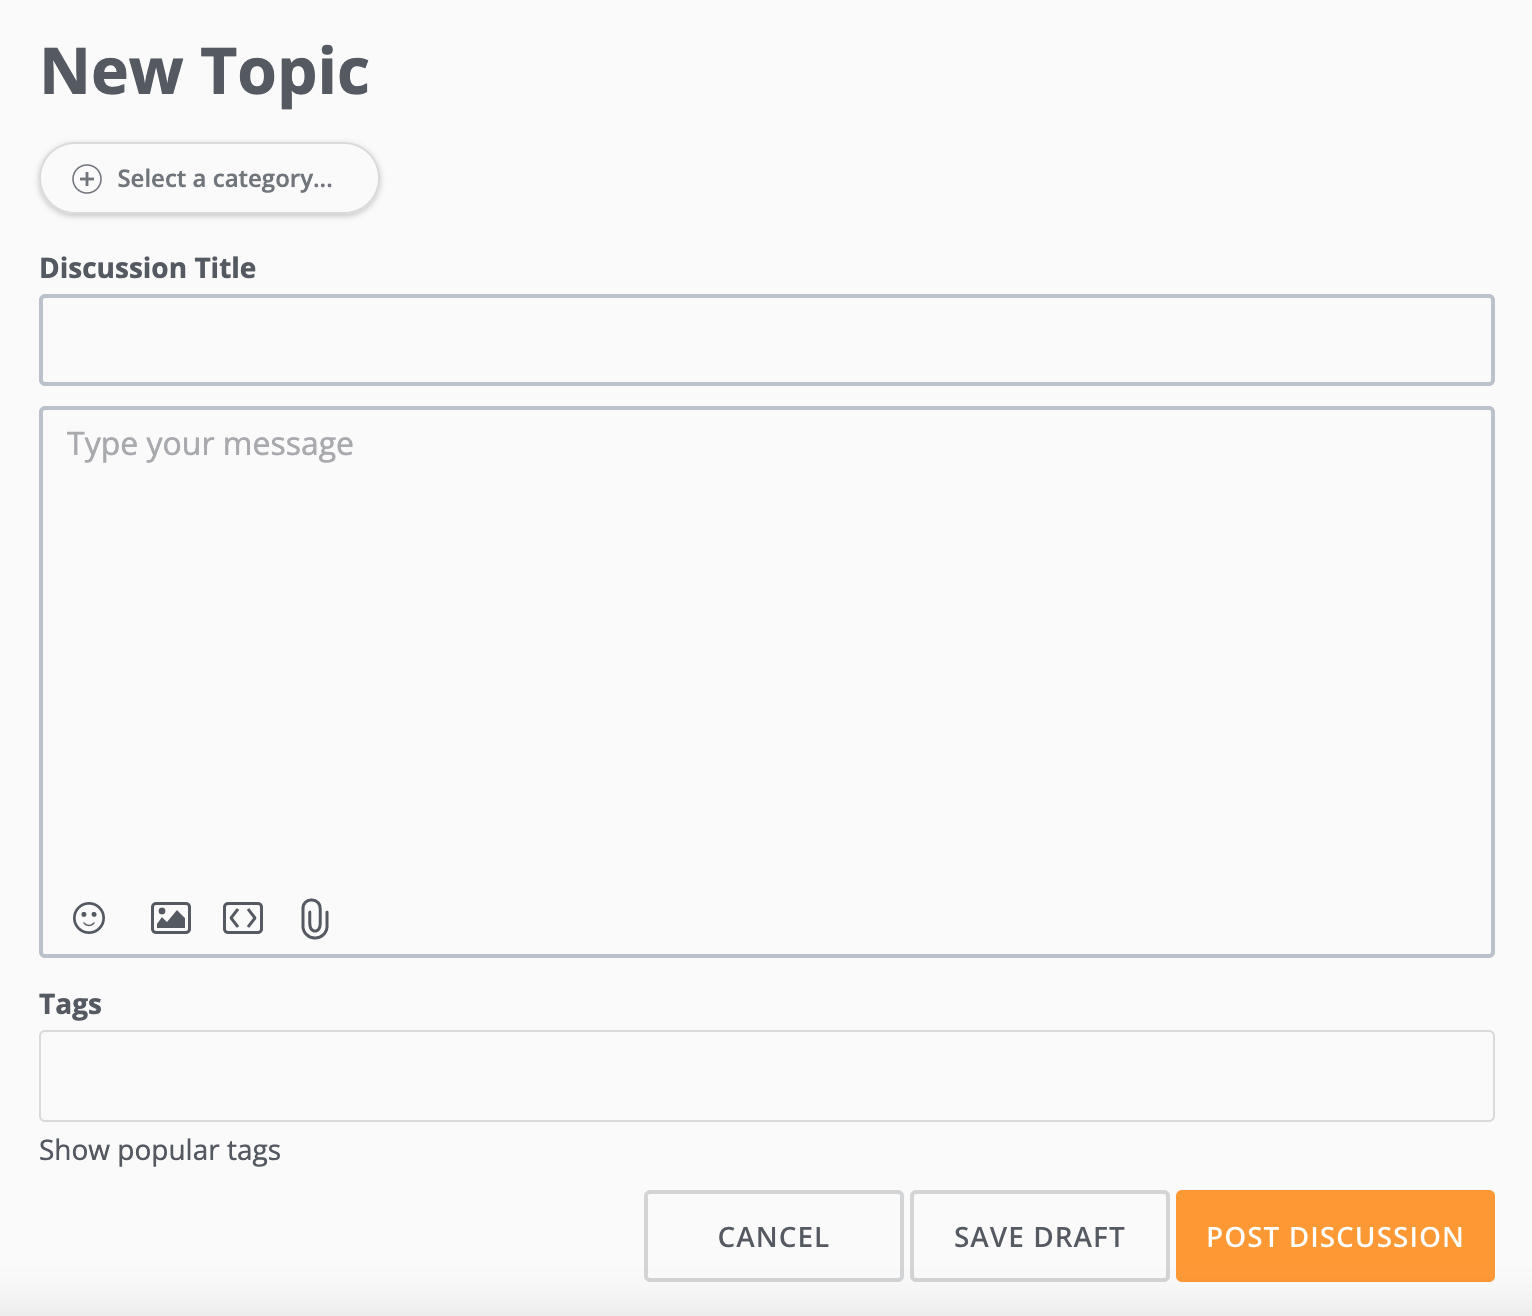 New Topic
Select a category...
Discussion Title
Type your message
Tags
Show popular tags
CANCEL SAVE DRAFT POST DISCUSSION